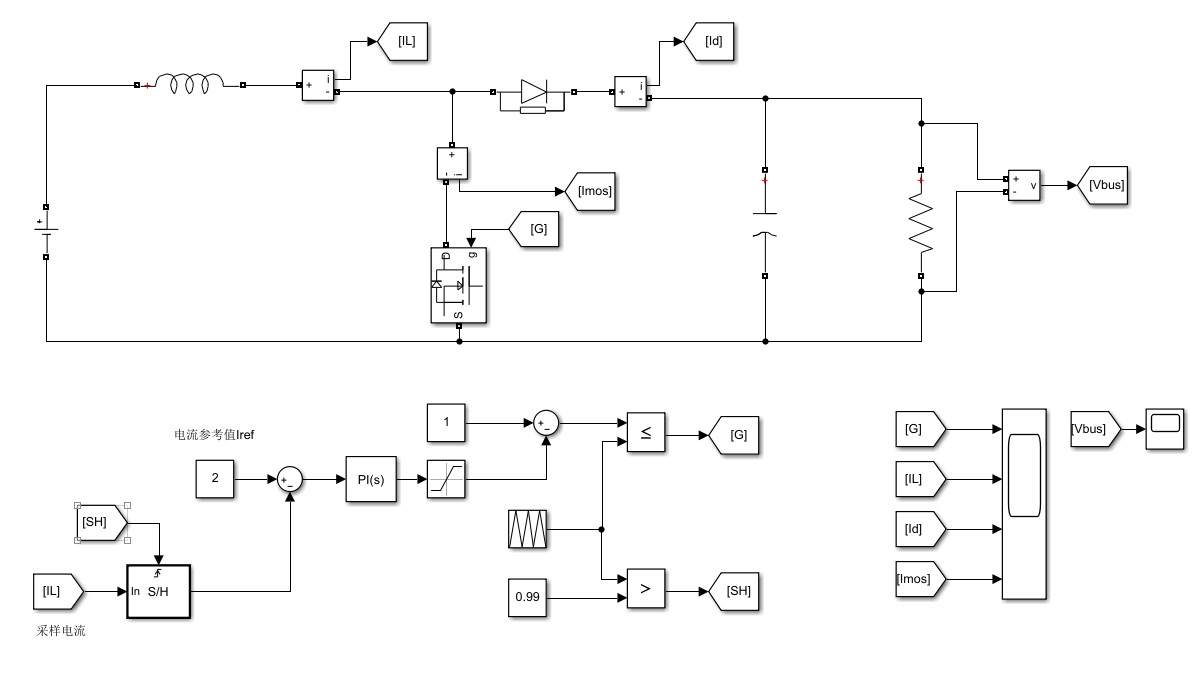 [IL]
[Id]
+ i -
+ i -
+ - i
[Imos]
[G]
D g S
+
+ - v
[Vbus]
电流参考值Iref
1
+ -
≤
[G]
2
+ -
PI(s)
[SH]
[IL]
In S/H
采样电流
0.99
>
[SH]
[G]
[IL]
[Id]
[Imos]
[Vbus]